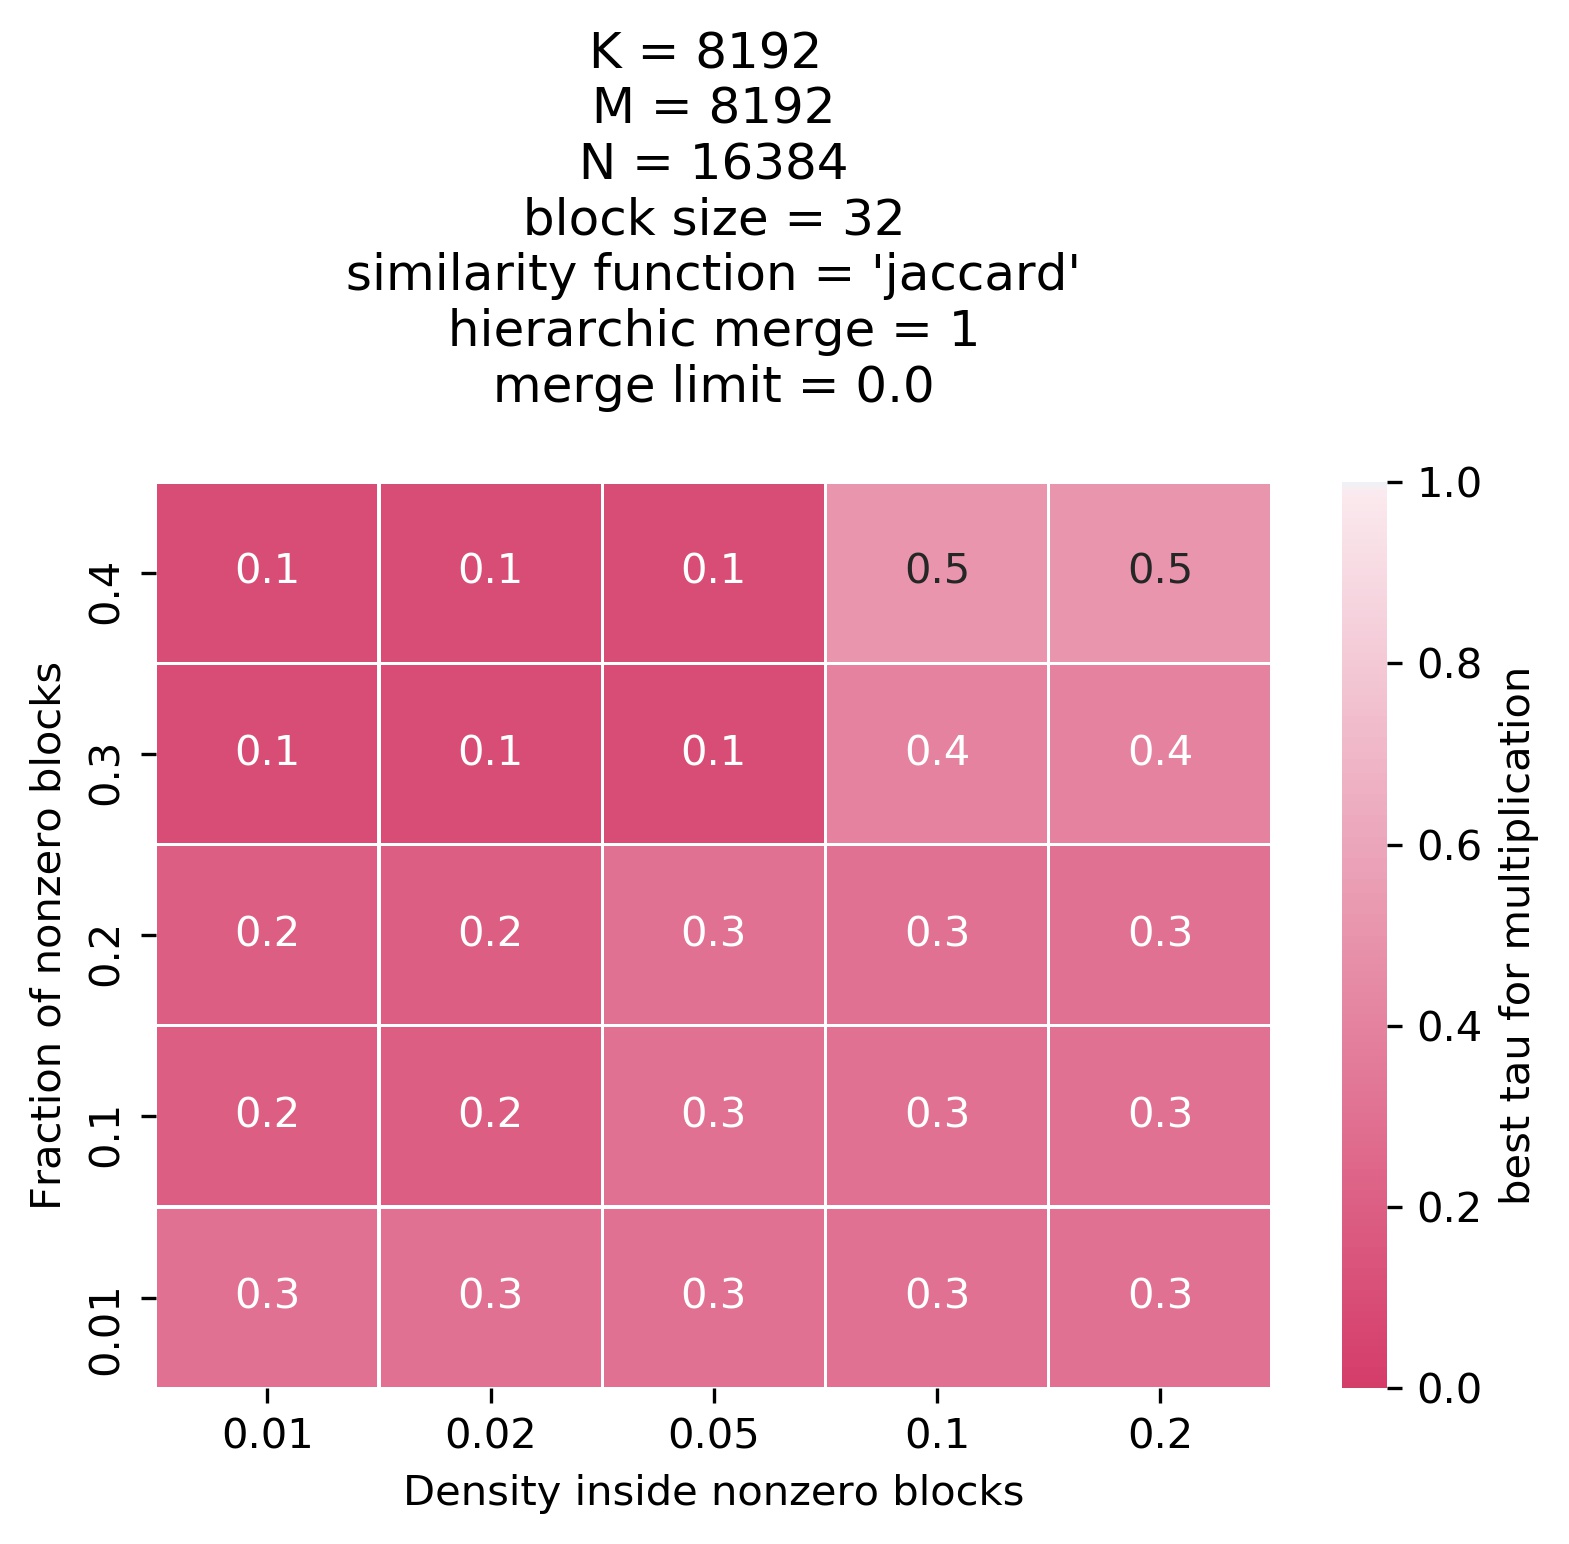 K = 8192
M = 8192
N = 16384
block size = 32
similarity function = 'jaccard'
hierarchic merge = 1
merge limit = 0.0
Fraction of nonzero blocks
0.4
0.1 0.1 0.1 0.5 0.5
0.3
0.1 0.1 0.1 0.4 0.4
0.2
0.2 0.2 0.3 0.3 0.3
0.1
0.2 0.2 0.3 0.3 0.3
0.01
0.3 0.3 0.3 0.3 0.3
0.01 0.02 0.05 0.1 0.2
Density inside nonzero blocks
1.0
0.8
0.6
0.4
0.2
0.0
best tau for multiplication